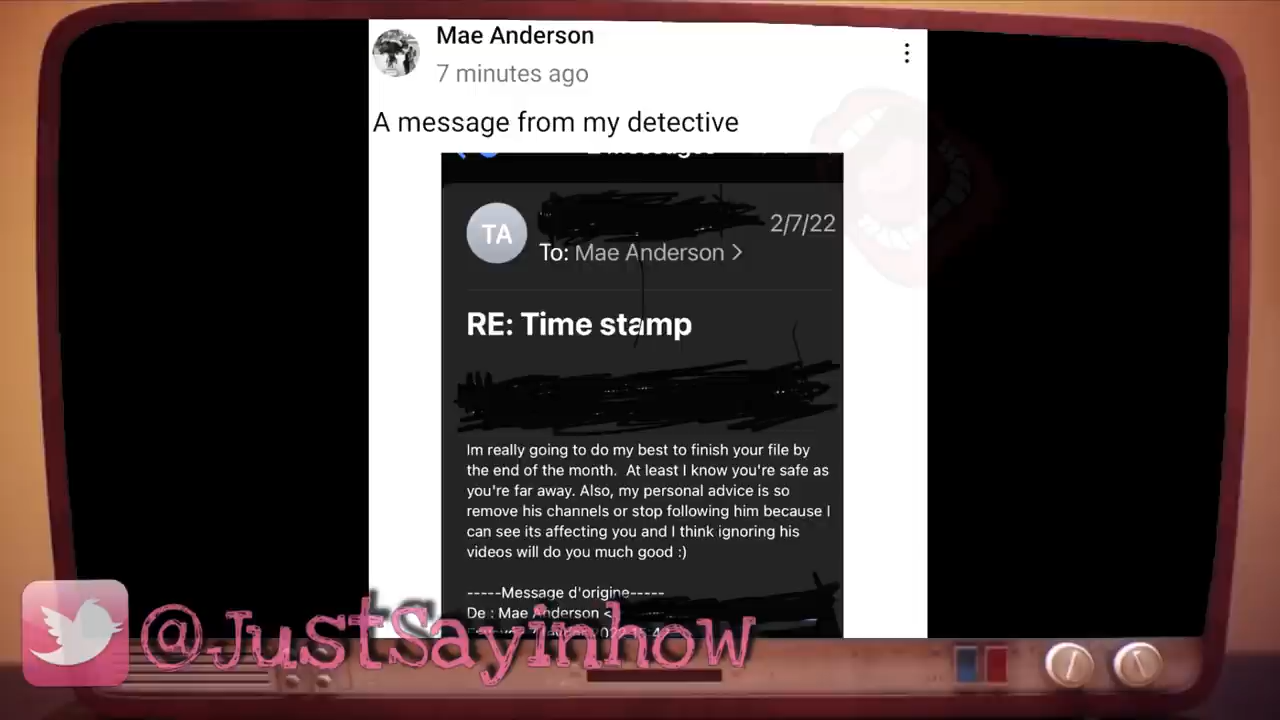 Mae Anderson
7 minutes ago
A message from my detective
TA
2/7/22
To: Mae Anderson >
RE: Time stamp
Im really going to do my best to finish your file by
the end of the month. At least I know you're safe as
you're far away. Also, my personal advice is so
remove his channels or stop following him because I
can see its affecting you and I think ignoring his
videos will do you much good :)
-----Message d'origine-----
De : Mae Anderson <
@JustSayinhow